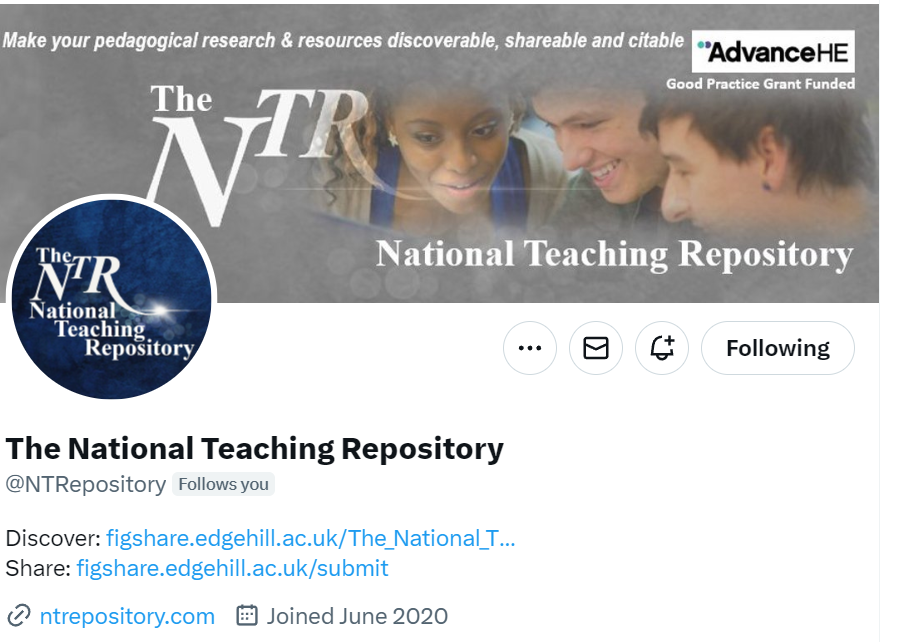 Make your pedagogical research & resources discoverable, shareable and citable
AdvanceHE
Good Practice Grant Funded
The
NTR
National Teaching Repository
The
NTR
National
Teaching
Repository
Following
The National Teaching Repository
@NTRepository Follows you
Discover: figshare.edgehill.ac.uk/The_National_T...
Share: figshare.edgehill.ac.uk/submit
ntrepository.com Joined June 2020